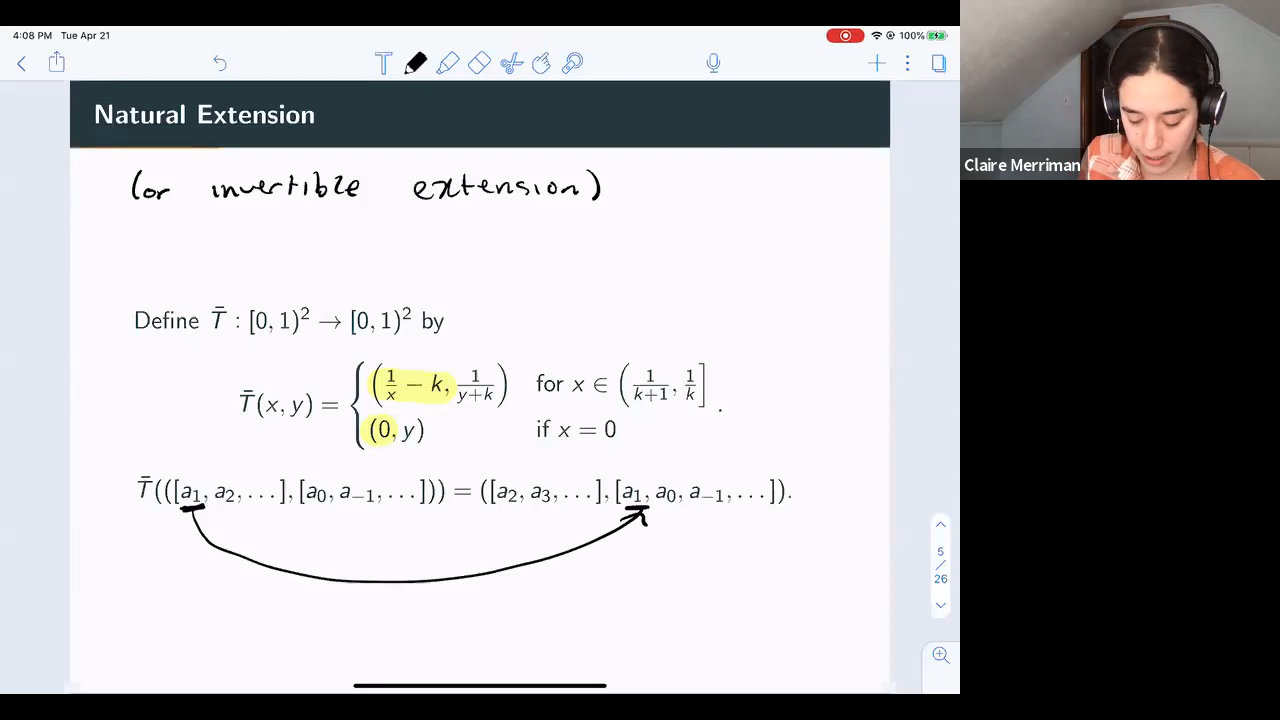 4:08 PM Tue Apr 21
100%
Natural Extension
(or invertible extension)
Define T̄ : [0, 1)² → [0, 1)² by
T̄(x, y) = { (1/x − k, 1/(y+k)) for x ∈ (1/(k+1), 1/k]
(0, y) if x = 0 .
T̄(([a₁, a₂, . . . ], [a₀, a₋₁, . . . ])) = ([a₂, a₃, . . . ], [a₁, a₀, a₋₁, . . . ]).
5
/
26
Claire Merriman